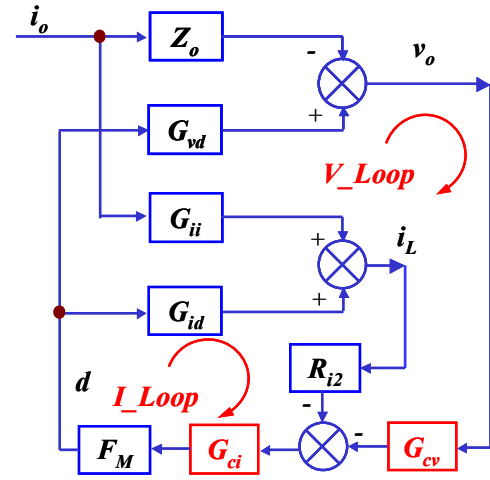 i_o
Z_o
-
v_o
+
G_vd
V_Loop
G_ii
+
i_L
+
G_id
R_i2
d
I_Loop
-
-
F_M
G_ci
G_cv